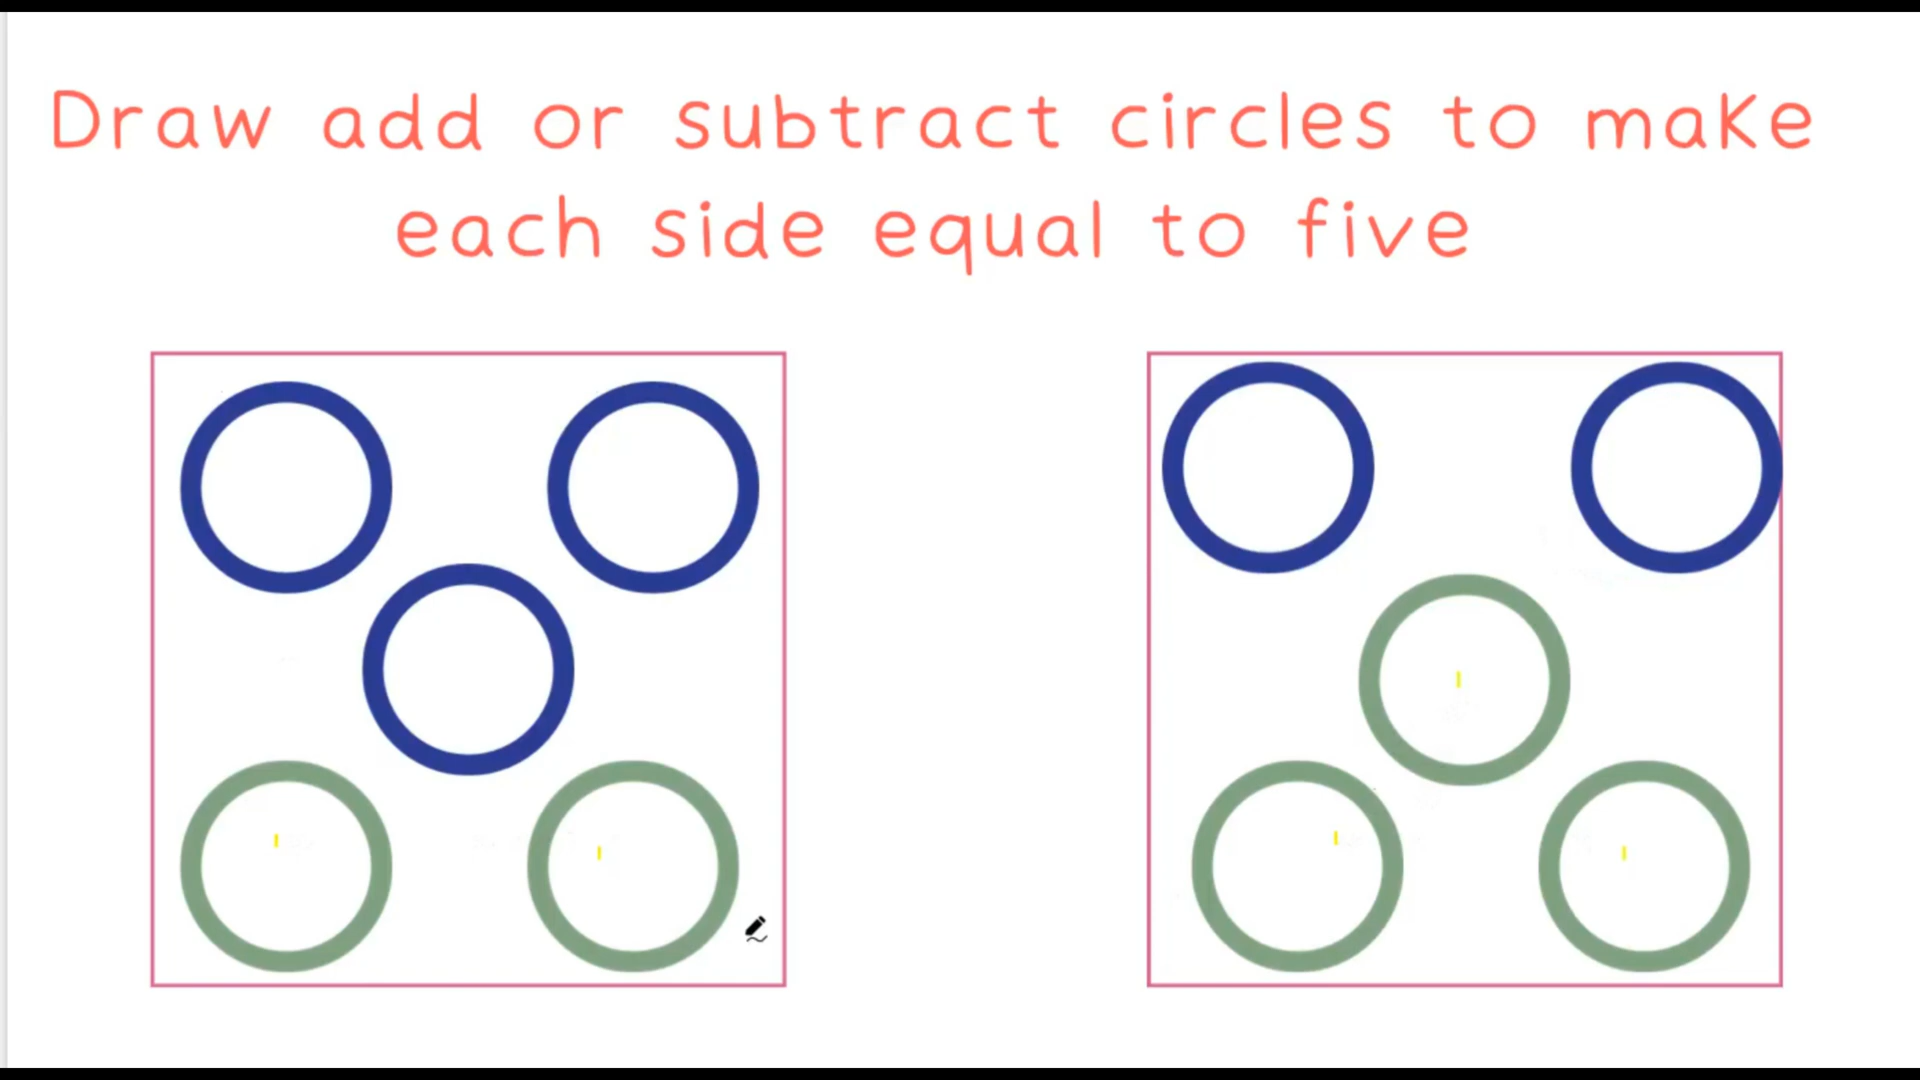 Draw add or subtract circles to make
each side equal to five